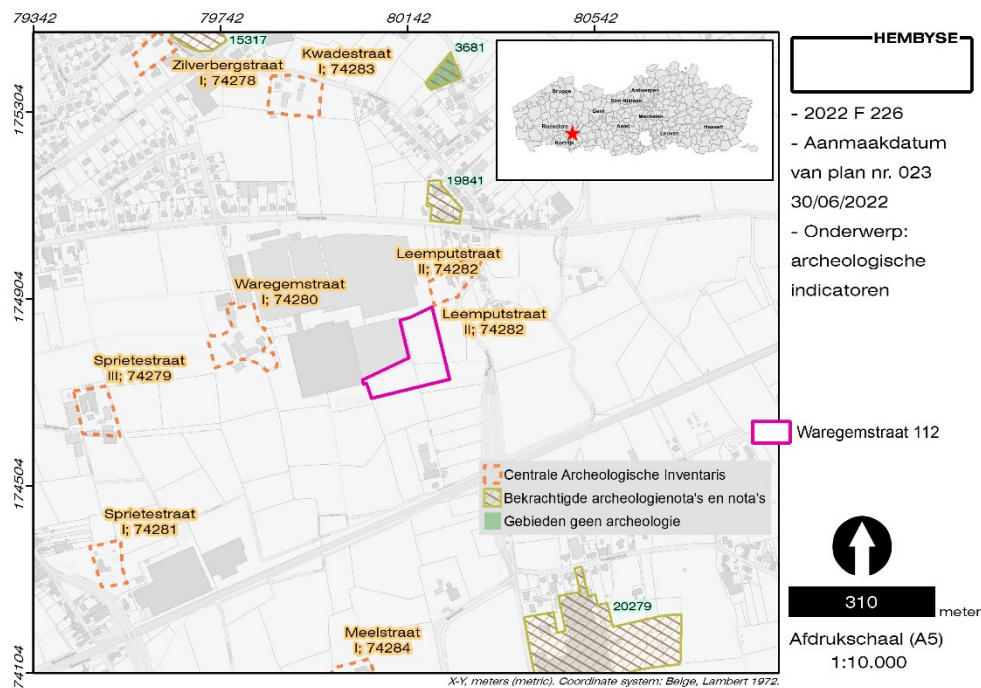 79342
79742
80142
80542
175304
174904
174504
174104
15317
Zilverbergstraat
I; 74278
Kwadestraat
I; 74283
3681
19841
Leemputstraat
II; 74282
Waregemstraat
I; 74280
Leemputstraat
II; 74282
Sprietestraat
III; 74279
Sprietestraat
I; 74281
Meelstraat
I; 74284
20279
Brugge
Antwerpen
Sint-Niklaas
Gent
Mechelen
Roeselare
Aalst
Leuven
Hasselt
Kortrijk
Centrale Archeologische Inventaris
Bekrachtigde archeologienota's en nota's
Gebieden geen archeologie
X-Y, meters (metric). Coordinate system: Belge, Lambert 1972.
HEMBYSE
- 2022 F 226
- Aanmaakdatum
van plan nr. 023
30/06/2022
- Onderwerp:
archeologische
indicatoren
Waregemstraat 112
310
meter
Afdrukschaal (A5)
1:10.000